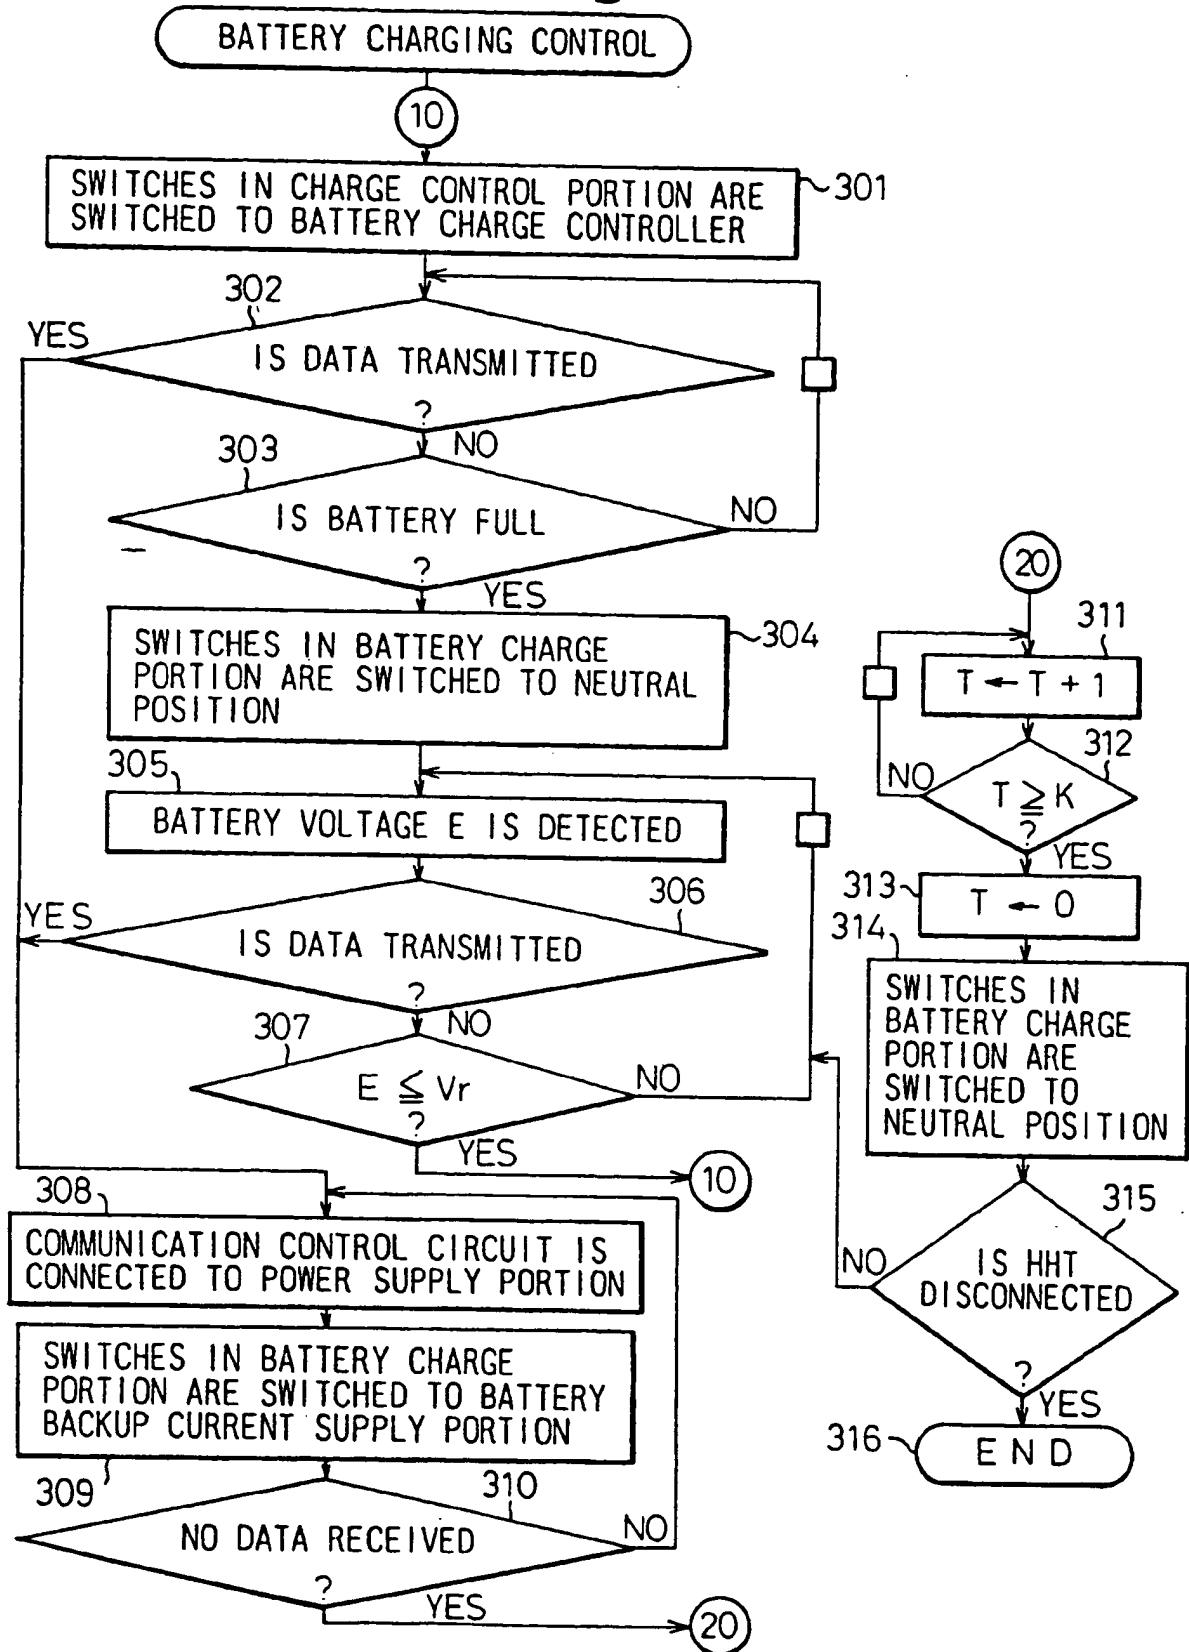 BATTERY CHARGING CONTROL
10
SWITCHES IN CHARGE CONTROL PORTION ARE
SWITCHED TO BATTERY CHARGE CONTROLLER
301
302
YES
IS DATA TRANSMITTED
?
NO
303
IS BATTERY FULL
?
NO
YES
SWITCHES IN BATTERY CHARGE
PORTION ARE SWITCHED TO NEUTRAL
POSITION
304
305
BATTERY VOLTAGE E IS DETECTED
306
YES
IS DATA TRANSMITTED
?
NO
307
E ≦ Vr
?
NO
YES
10
308
COMMUNICATION CONTROL CIRCUIT IS
CONNECTED TO POWER SUPPLY PORTION
SWITCHES IN BATTERY CHARGE
PORTION ARE SWITCHED TO BATTERY
BACKUP CURRENT SUPPLY PORTION
309
310
NO DATA RECEIVED
?
NO
YES
20
20
311
T ← T + 1
312
NO
T ≧ K
?
YES
313
T ← 0
314
SWITCHES IN
BATTERY CHARGE
PORTION ARE
SWITCHED TO
NEUTRAL POSITION
315
NO
IS HHT
DISCONNECTED
?
YES
316
END